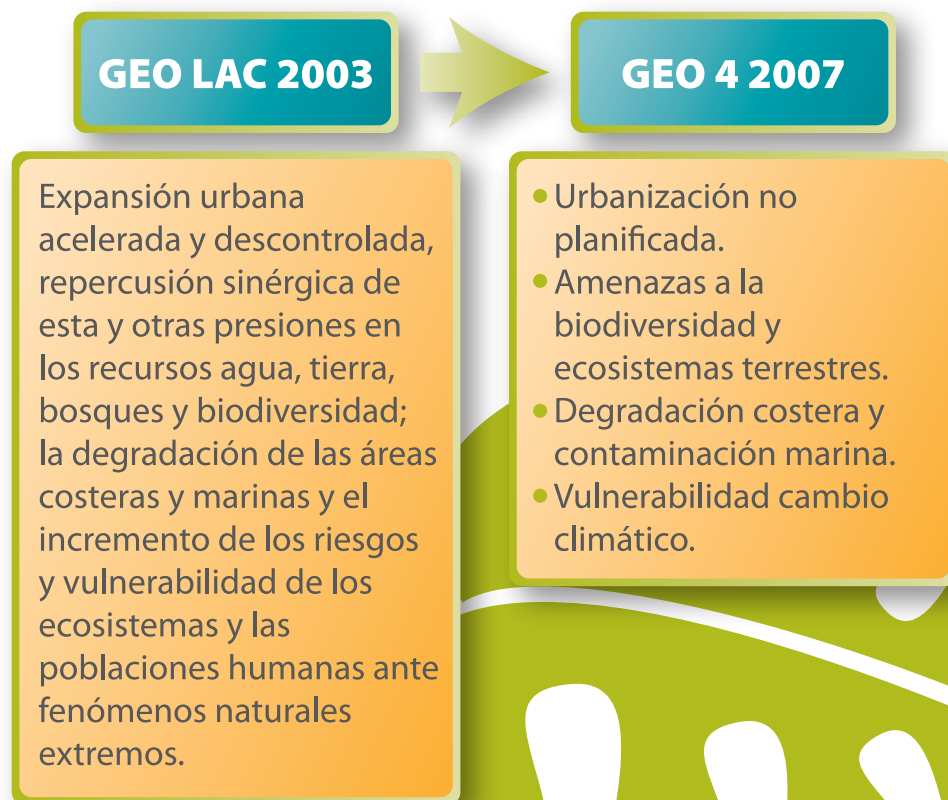 GEO LAC 2003
Expansión urbana
acelerada y descontrolada,
repercusión sinérgica de
esta y otras presiones en
los recursos agua, tierra,
bosques y biodiversidad;
la degradación de las áreas
costeras y marinas y el
incremento de los riesgos
y vulnerabilidad de los
ecosistemas y las
poblaciones humanas ante
fenómenos naturales
extremos.
GEO 4 2007
• Urbanización no
planificada.
• Amenazas a la
biodiversidad y
ecosistemas terrestres.
• Degradación costera y
contaminación marina.
• Vulnerabilidad cambio
climático.